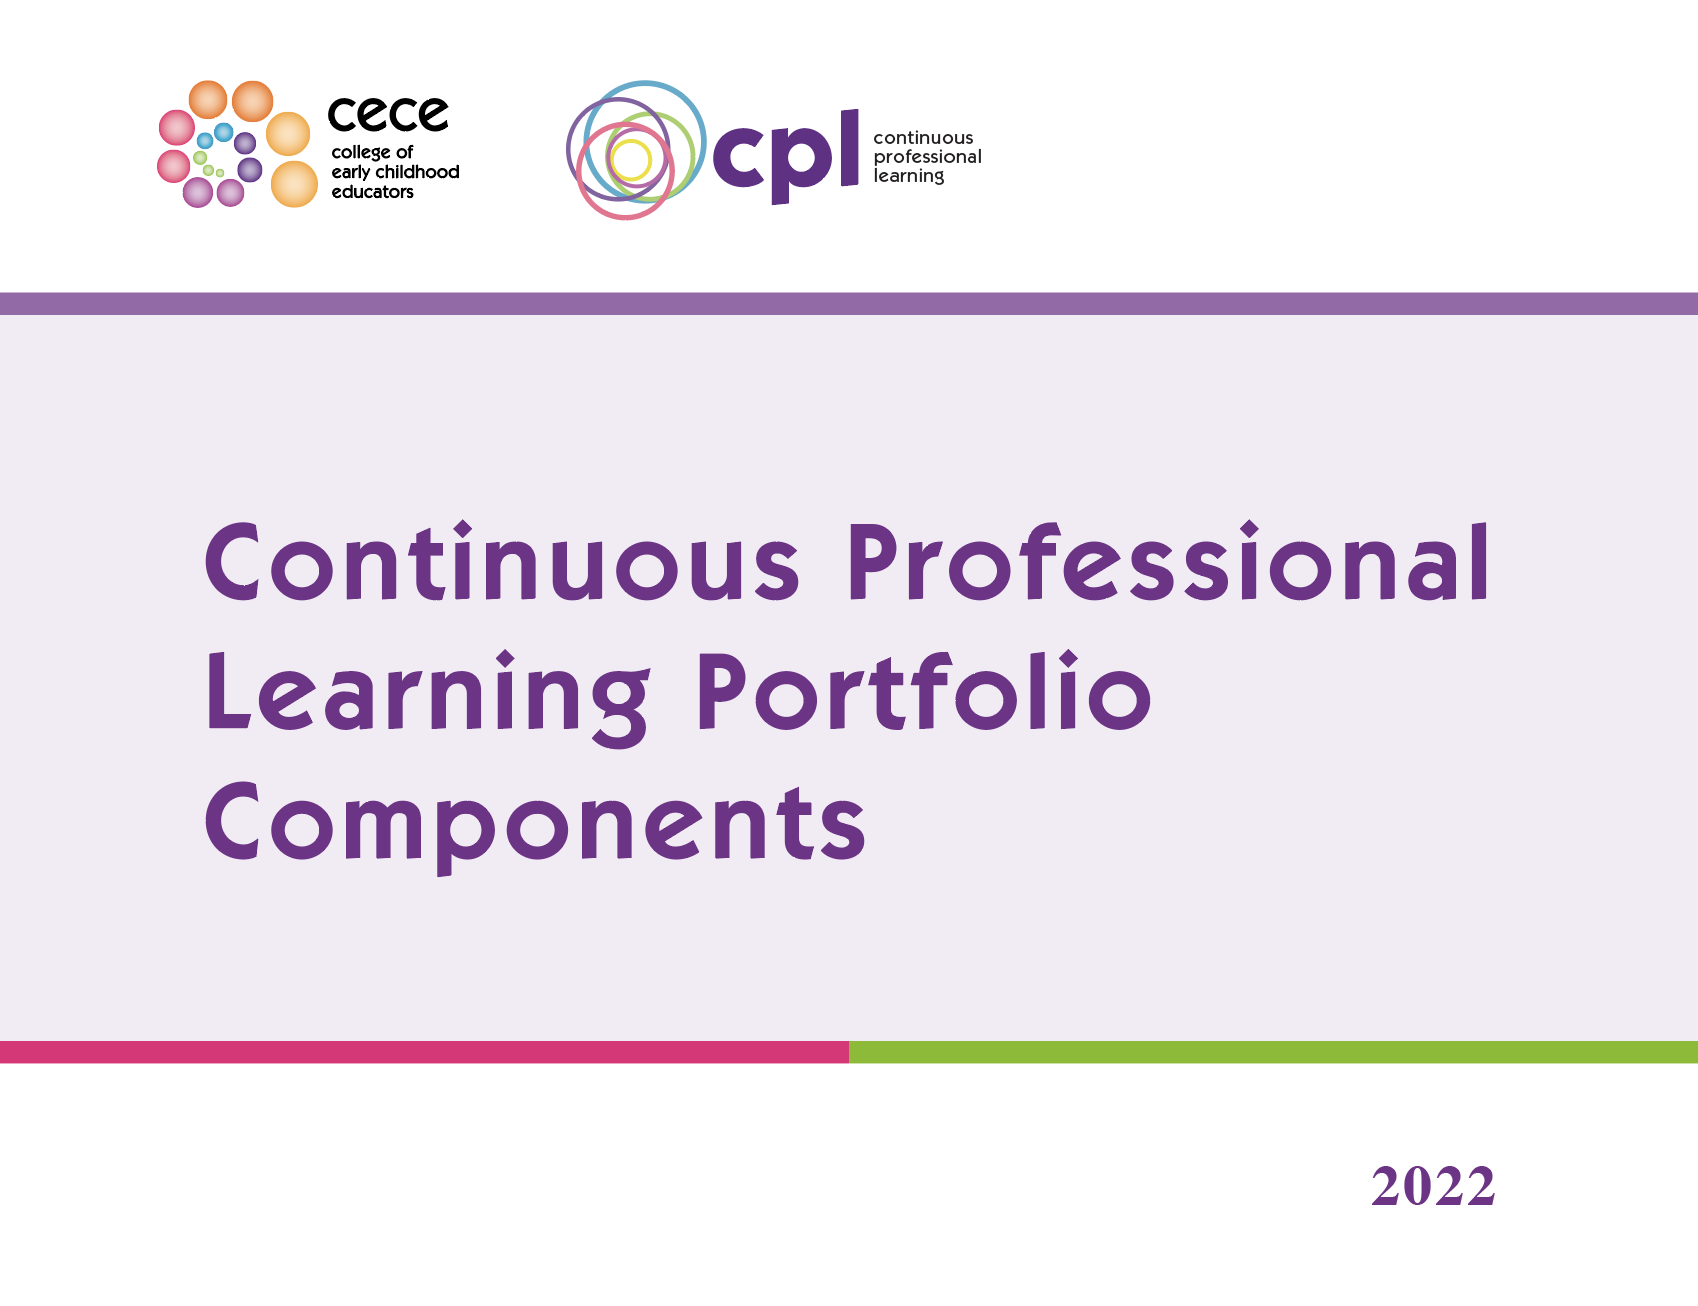 cece
college of
early childhood
educators
cpl
continuous
professional
learning
Continuous Professional
Learning Portfolio
Components
2022